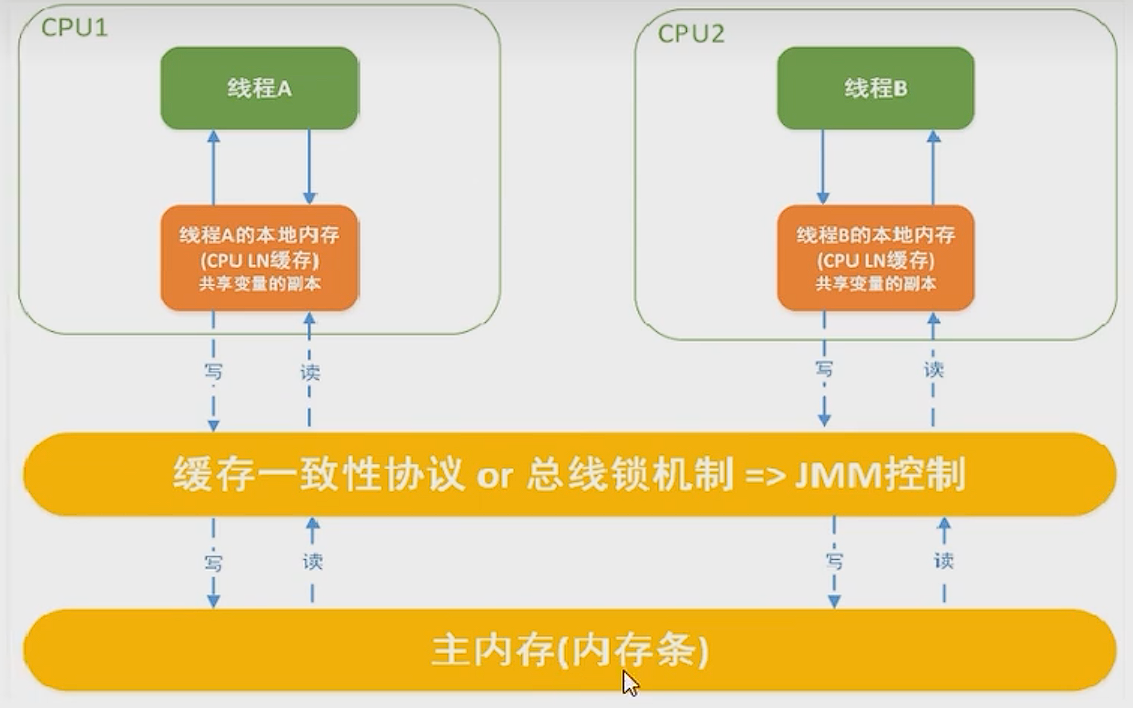 CPU1
CPU2
线程A
线程B
线程A的本地内存
(CPU LN缓存)
共享变量的副本
线程B的本地内存
(CPU LN缓存)
共享变量的副本
写
读
写
读
缓存一致性协议 or 总线锁机制 => JMM控制
写
读
写
读
主内存(内存条)